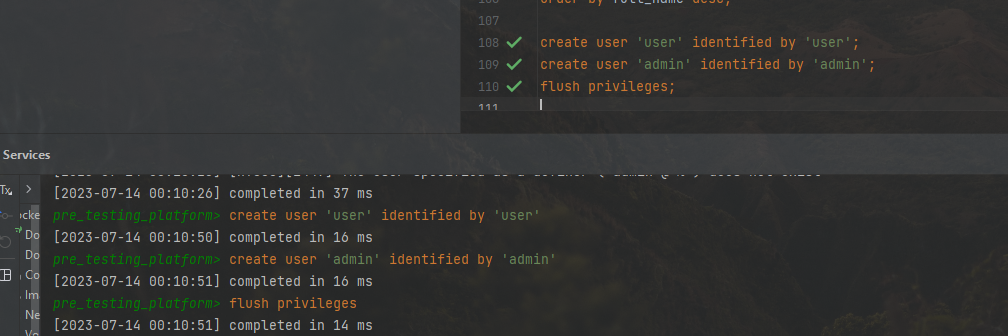 order by full_name desc;
107
108 create user 'user' identified by 'user';
109 create user 'admin' identified by 'admin';
110 flush privileges;
111
Services
Tx
[2023-07-14 00:10:26] completed in 37 ms
pre_testing_platform> create user 'user' identified by 'user'
[2023-07-14 00:10:50] completed in 16 ms
pre_testing_platform> create user 'admin' identified by 'admin'
[2023-07-14 00:10:51] completed in 16 ms
pre_testing_platform> flush privileges
[2023-07-14 00:10:51] completed in 14 ms
ocke
Do
Do
Co
Im
Ne